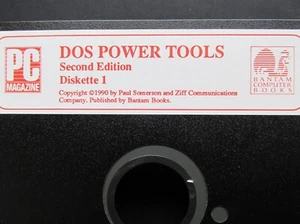 PC
MAGAZINE
DOS POWER TOOLS
Second Edition
Diskette 1
Copyright ©1990 by Paul Somerson and Ziff Communications
Company. Published by Bantam Books.
BANTAM
COMPUTER
BOOKS